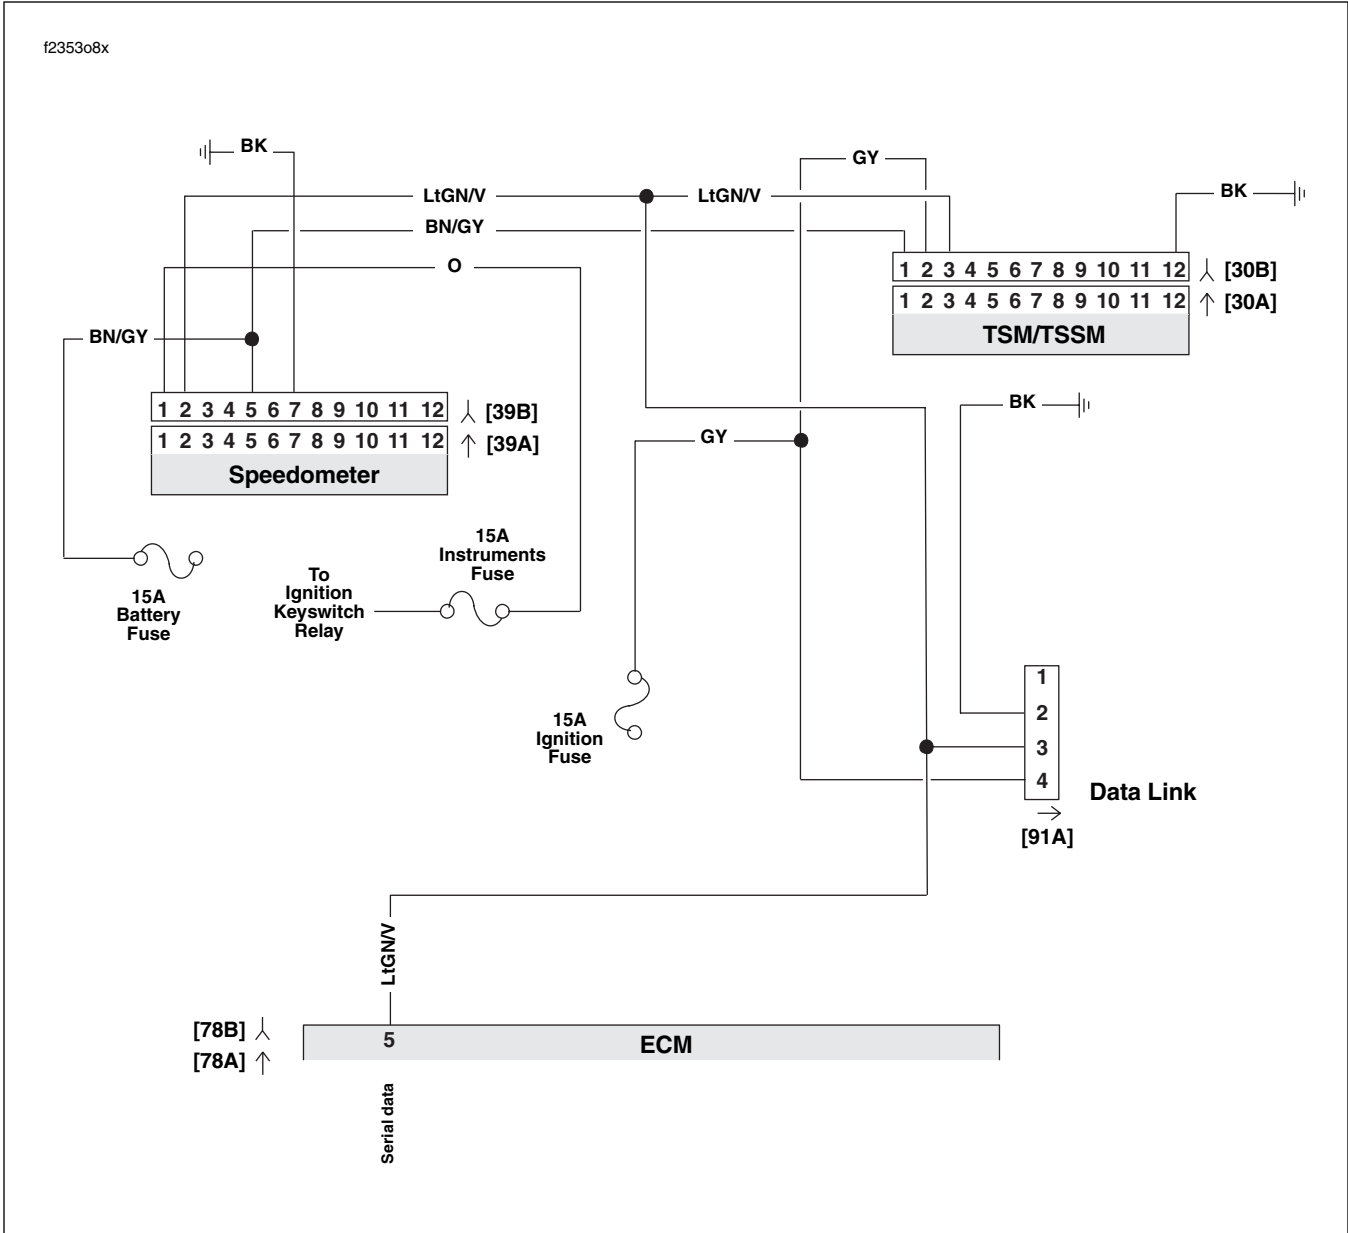 f2353o8x
BK
GY
LtGN/V
LtGN/V
BK
BN/GY
O
1 2 3 4 5 6 7 8 9 10 11 12 [30B]
1 2 3 4 5 6 7 8 9 10 11 12 [30A]
TSM/TSSM
BN/GY
1 2 3 4 5 6 7 8 9 10 11 12 [39B]
1 2 3 4 5 6 7 8 9 10 11 12 [39A]
Speedometer
BK
GY
15A
Instruments
Fuse
To
Ignition
Keyswitch
Relay
15A
Battery
Fuse
15A
Ignition
Fuse
1
2
3
4
Data Link
[91A]
LtGN/V
[78B]
[78A]
5
ECM
Serial data